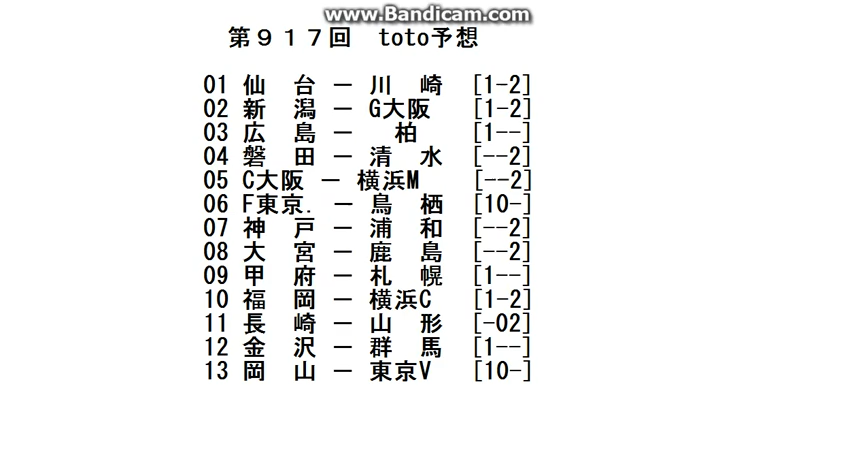 www.Bandicam.com
第９１７回　toto予想
01 仙　台 － 川　崎 [1-2]
02 新　潟 － G大阪 [1-2]
03 広　島 －　柏 [1--]
04 磐　田 － 清　水 [--2]
05 C大阪 － 横浜M [--2]
06 F東京. － 鳥　栖 [10-]
07 神　戸 － 浦　和 [--2]
08 大　宮 － 鹿　島 [--2]
09 甲　府 － 札　幌 [1--]
10 福　岡 － 横浜C [1-2]
11 長　崎 － 山　形 [-02]
12 金　沢 － 群　馬 [1--]
13 岡　山 － 東京V [10-]